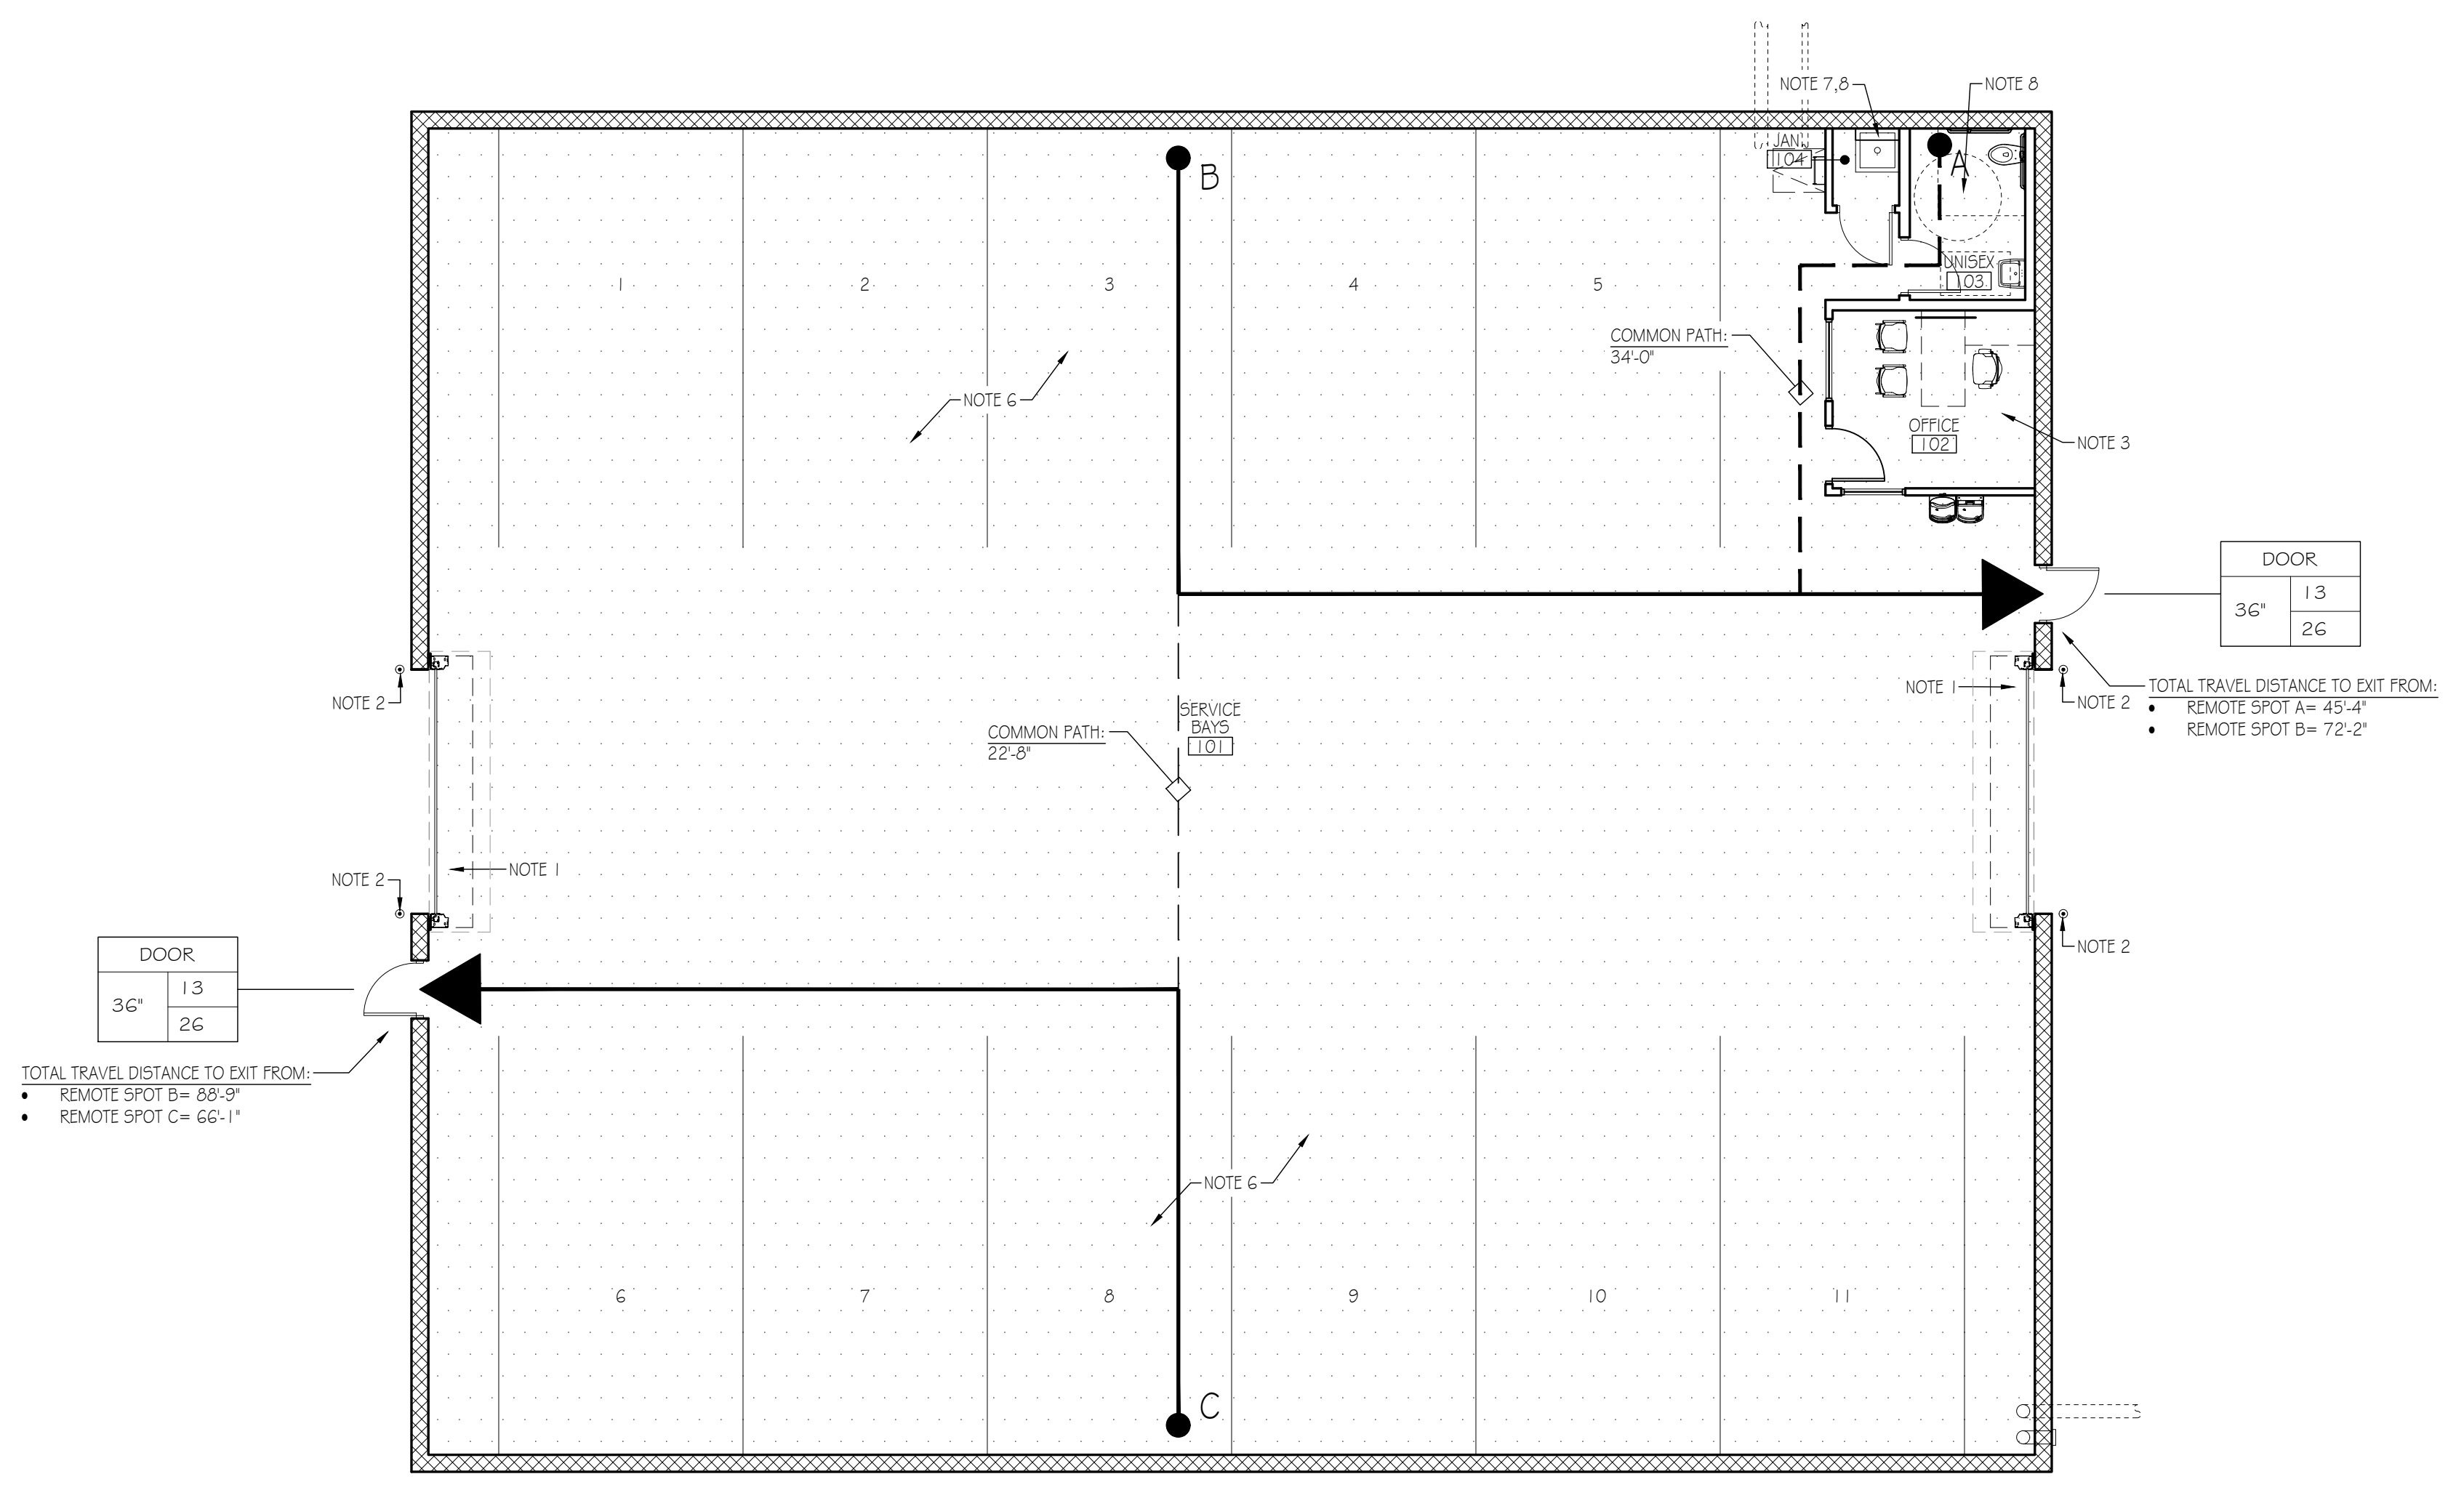 NOTE 7,8
NOTE 8
JAN.
104
A
B
1
2
3
4
5
UNISEX
103
COMMON PATH:
34'-0"
NOTE 6
OFFICE
102
NOTE 3
DOOR
36"
13
26
NOTE 2
NOTE 1
NOTE 2
TOTAL TRAVEL DISTANCE TO EXIT FROM:
• REMOTE SPOT A= 45'-4"
• REMOTE SPOT B= 72'-2"
SERVICE
BAYS
101
COMMON PATH:
22'-8"
NOTE 1
NOTE 2
NOTE 2
DOOR
36"
13
26
TOTAL TRAVEL DISTANCE TO EXIT FROM:
• REMOTE SPOT B= 88'-9"
• REMOTE SPOT C= 66'-1"
NOTE 6
6
7
8
9
10
11
C